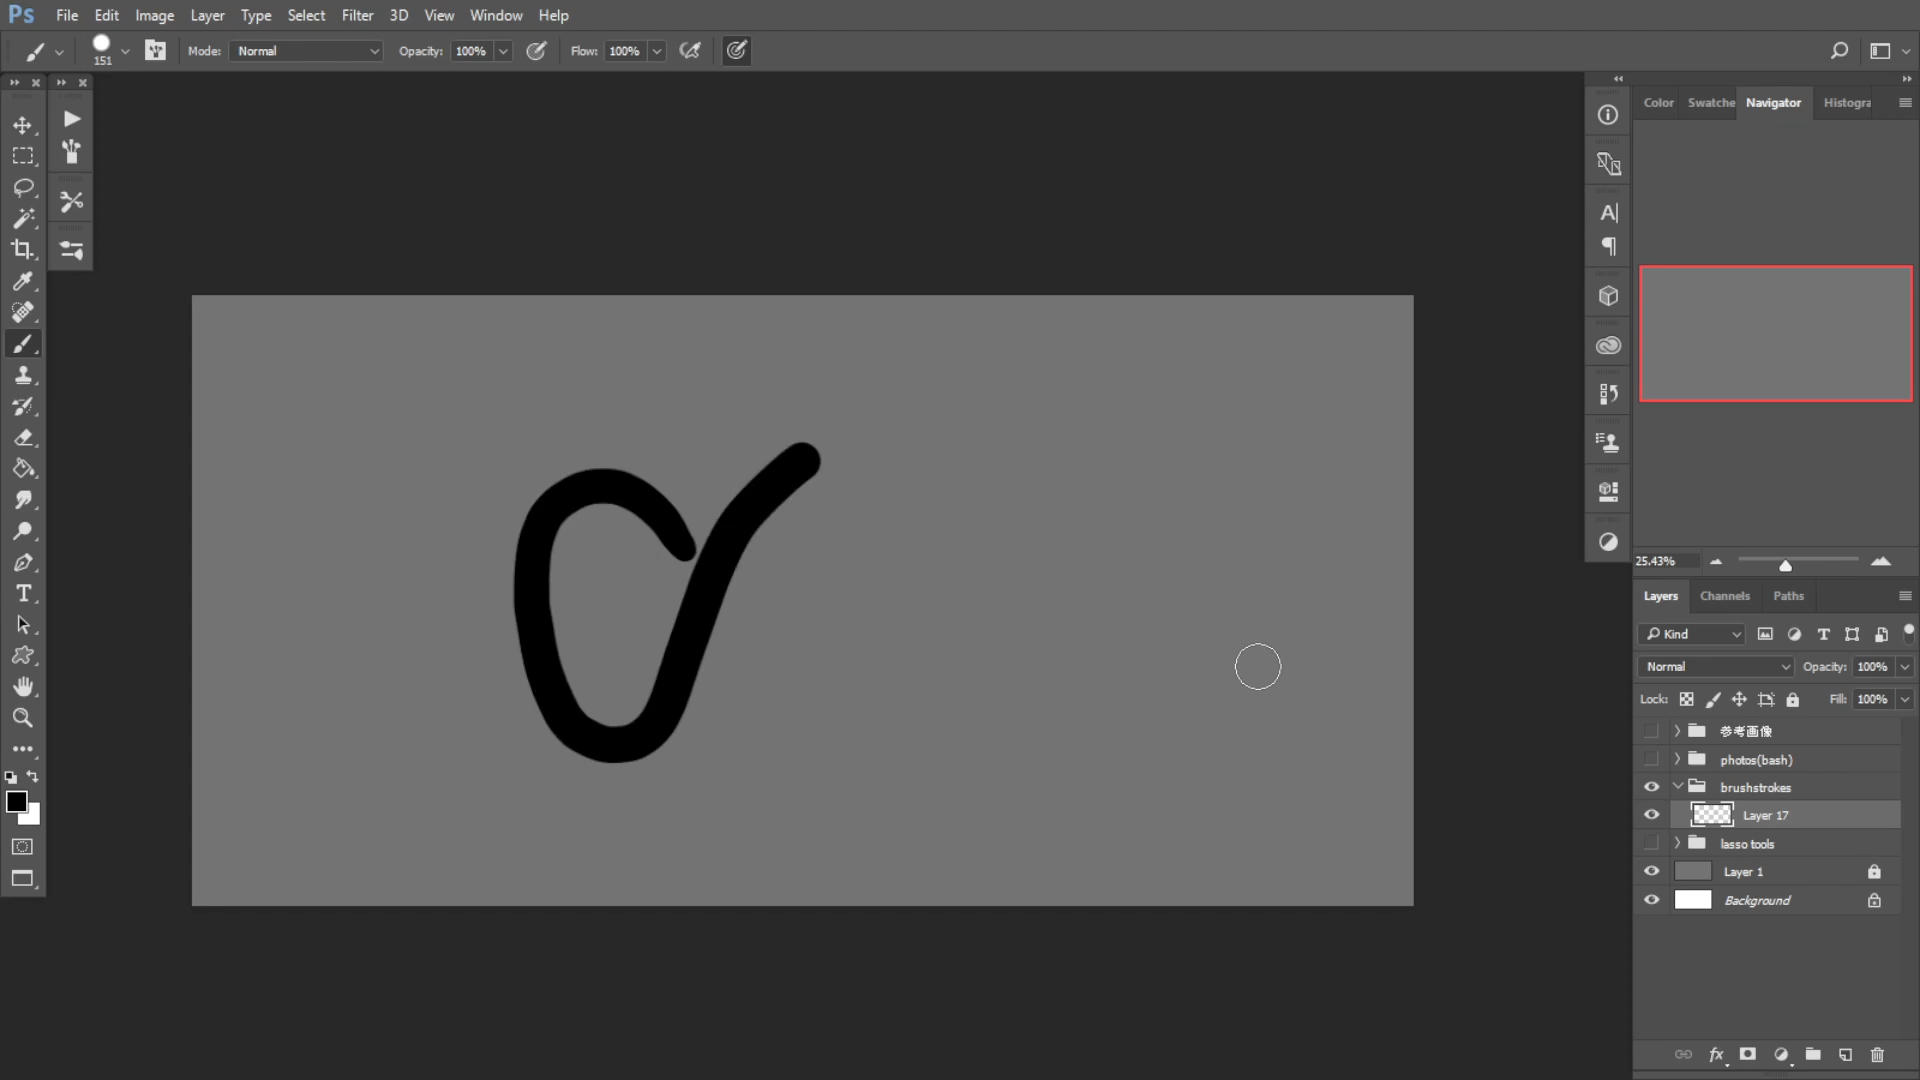 Ps File Edit Image Layer Type Select Filter 3D View Window Help
151 Mode: Normal Opacity: 100% Flow: 100%
Color Swatche Navigator Histogra
25.43%
Layers Channels Paths
Kind
Normal Opacity: 100%
Lock: Fill: 100%
参考画像
photos(bash)
brushstrokes
Layer 17
lasso tools
Layer 1
Background